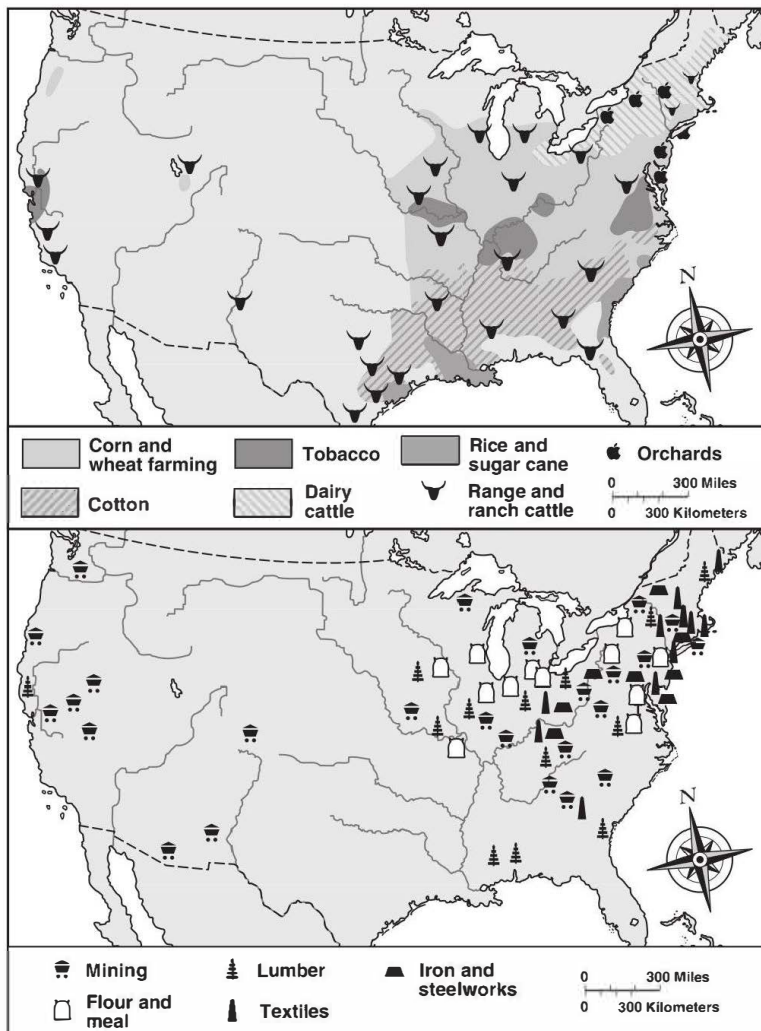 N
Corn and
wheat farming
Tobacco
Rice and
sugar cane
Orchards
Cotton
Dairy
cattle
Range and
ranch cattle
0 300 Miles
0 300 Kilometers
N
Mining
Lumber
Iron and
steelworks
Flour and
meal
Textiles
0 300 Miles
0 300 Kilometers